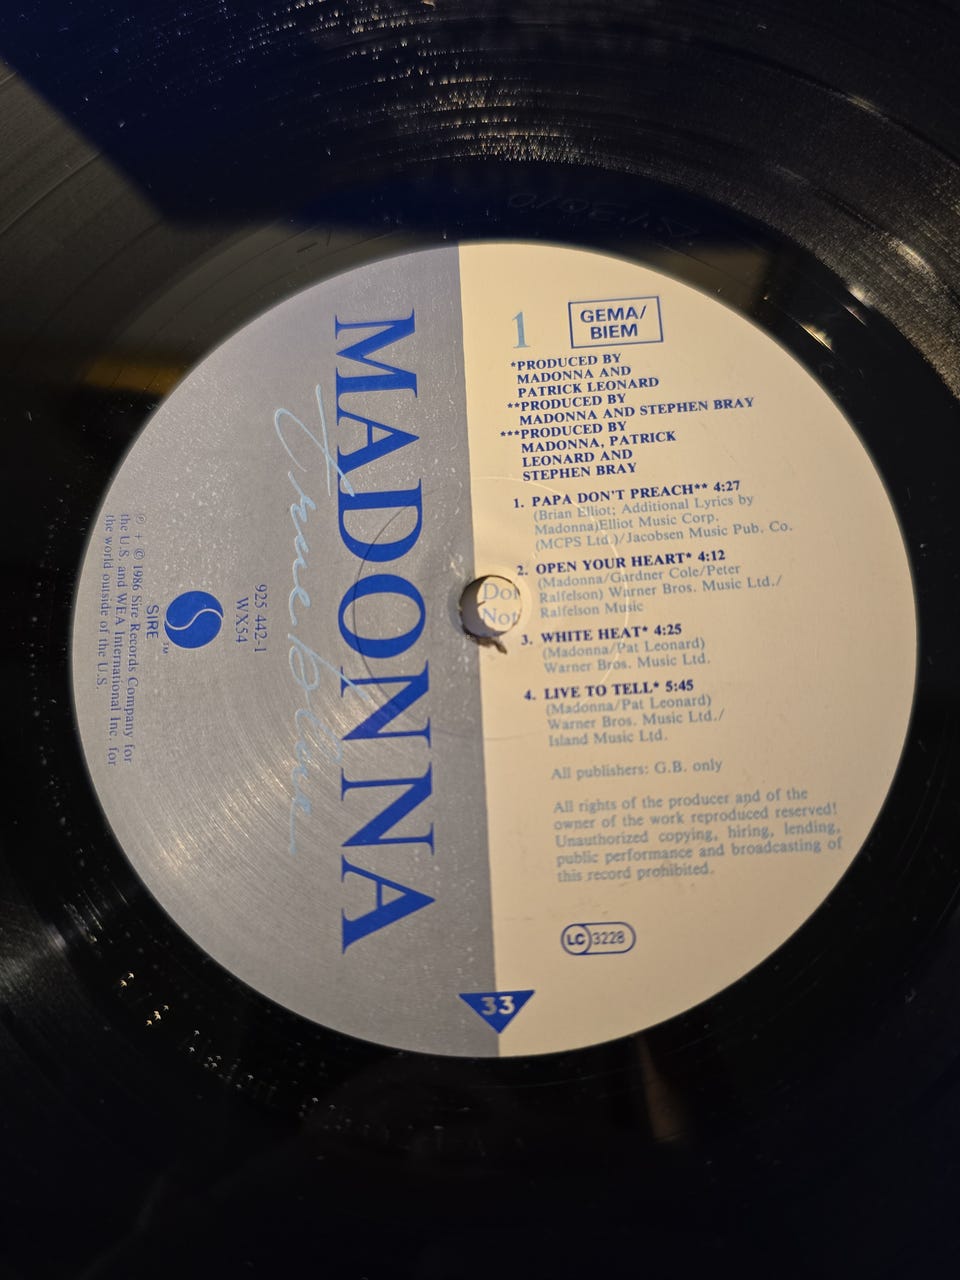 1
GEMA/
BIEM
*PRODUCED BY
MADONNA AND
PATRICK LEONARD
**PRODUCED BY
MADONNA AND STEPHEN BRAY
***PRODUCED BY
MADONNA, PATRICK
LEONARD AND
STEPHEN BRAY
1. PAPA DON'T PREACH** 4:27
(Brian Elliot; Additional Lyrics by
Madonna)Elliot Music Corp.
(MCPS Ltd.)/Jacobsen Music Pub. Co.
2. OPEN YOUR HEART* 4:12
(Madonna/Gardner Cole/Peter
Ralfelson) Warner Bros. Music Ltd./
Ralfelson Music
3. WHITE HEAT* 4:25
(Madonna/Pat Leonard)
Warner Bros. Music Ltd.
4. LIVE TO TELL* 5:45
(Madonna/Pat Leonard)
Warner Bros. Music Ltd./
Island Music Ltd.
All publishers: G.B. only
All rights of the producer and of the
owner of the work reproduced reserved!
Unauthorized copying, hiring, lending,
public performance and broadcasting of
this record prohibited.
LC 3228
33
MADONNA
True Blue
925 442-1
WX54
SIRE ™
℗ + © 1986 Sire Records Company for
the U.S. and WEA International Inc. for
the world outside of the U.S.
Do
Not